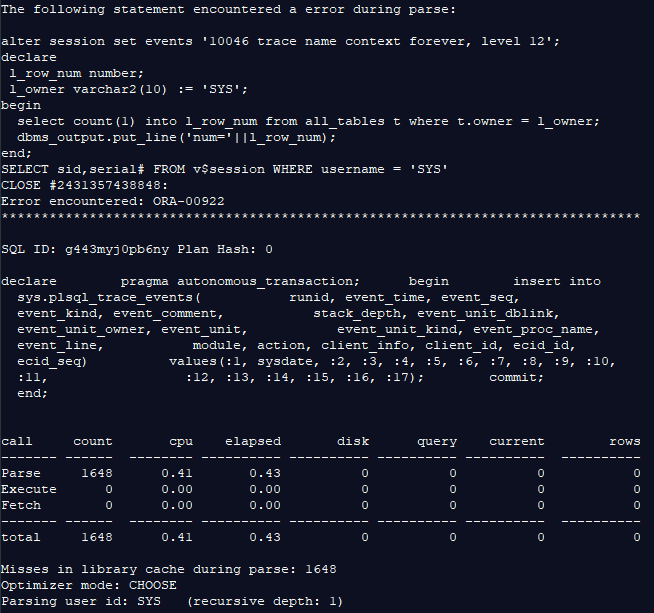 The following statement encountered a error during parse:

alter session set events '10046 trace name context forever, level 12';
declare
 l_row_num number;
 l_owner varchar2(10) := 'SYS';
begin
  select count(1) into l_row_num from all_tables t where t.owner = l_owner;
  dbms_output.put_line('num='||l_row_num);
end;
SELECT sid,serial# FROM v$session WHERE username = 'SYS'
CLOSE #2431357438848:
Error encountered: ORA-00922
********************************************************************************

SQL ID: g443myj0pb6ny Plan Hash: 0

declare        pragma autonomous_transaction;      begin        insert into
  sys.plsql_trace_events(           runid, event_time, event_seq,
  event_kind, event_comment,           stack_depth, event_unit_dblink,
  event_unit_owner, event_unit,           event_unit_kind, event_proc_name,
  event_line,           module, action, client_info, client_id, ecid_id,
  ecid_seq)          values(:1, sysdate, :2, :3, :4, :5, :6, :7, :8, :9, :10,
  :11,                 :12, :13, :14, :15, :16, :17);        commit;
  end;

call     count       cpu    elapsed       disk      query    current        rows
------- ------  -------- ---------- ---------- ---------- ----------  ----------
Parse     1648      0.41       0.43          0          0          0           0
Execute      0      0.00       0.00          0          0          0           0
Fetch        0      0.00       0.00          0          0          0           0
------- ------  -------- ---------- ---------- ---------- ----------  ----------
total     1648      0.41       0.43          0          0          0           0

Misses in library cache during parse: 1648
Optimizer mode: CHOOSE
Parsing user id: SYS   (recursive depth: 1)